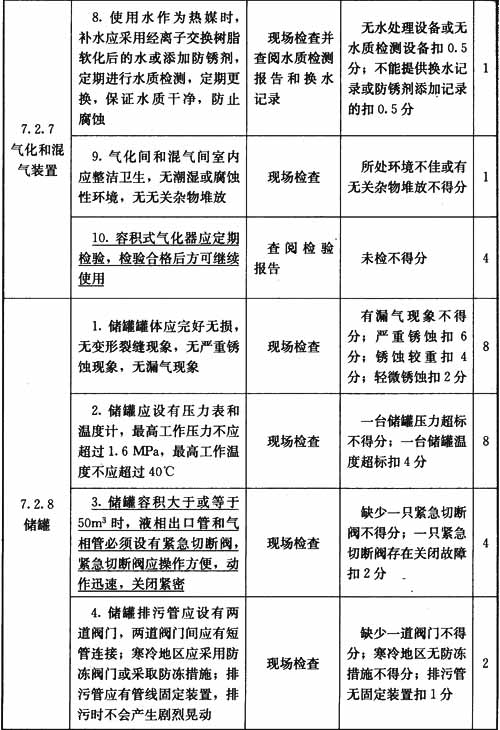 7.2.7
气化和混
气装置
8. 使用水作为热媒时，
补水应采用经离子交换树脂
软化后的水或添加防锈剂，
定期进行水质检测，定期更
换，保证水质干净，防止
腐蚀
现场检查并
查阅水质检测
报告和换水
记录
无水处理设备或无
水质检测设备扣 0.5
分；不能提供换水记
录或防锈剂添加记录
的扣 0.5 分
1
9. 气化间和混气间室内
应整洁卫生，无潮湿或腐蚀
性环境，无无关杂物堆放
现场检查
所处环境不佳或有
无关杂物堆放不得分
1
10. 容积式气化器应定期
检验，检验合格后方可继续
使用
查阅检验
报告
未检不得分
4
7.2.8
储罐
1. 储罐罐体应完好无损，
无变形裂缝现象，无严重锈
蚀现象，无漏气现象
现场检查
有漏气现象不得
分；严重锈蚀扣 6
分；锈蚀较重扣 4
分；轻微锈蚀扣 2 分
8
2. 储罐应设有压力表和
温度计，最高工作压力不应
超过 1.6 MPa，最高工作温
度不应超过 40℃
现场检查
一台储罐压力超标
不得分；一台储罐温
度超标扣 4 分
8
3. 储罐容积大于或等于
50m³ 时，液相出口管和气
相管必须设有紧急切断阀，
紧急切断阀应操作方便，动
作迅速，关闭紧密
现场检查
缺少一只紧急切断
阀不得分；一只紧急
切断阀存在关闭故障
扣 2 分
4
4. 储罐排污管应设有两
道阀门，两道阀门间应有短
管连接；寒冷地区应采用防
冻阀门或采取防冻措施；排
污管应有管线固定装置，排
污时不会产生剧烈晃动
现场检查
缺少一道阀门不得
分；寒冷地区无防冻
措施不得分；排污管
无固定装置扣 1 分
2